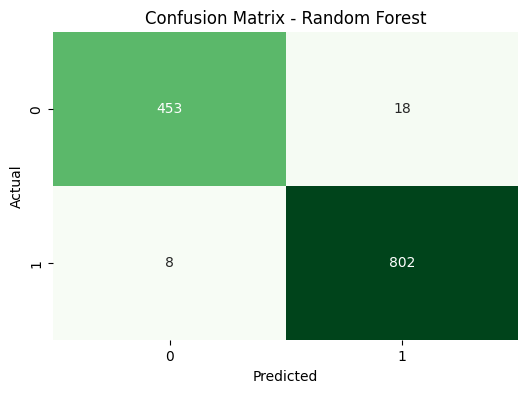 Confusion Matrix - Random Forest
Actual
0
453
18
1
8
802
0
1
Predicted